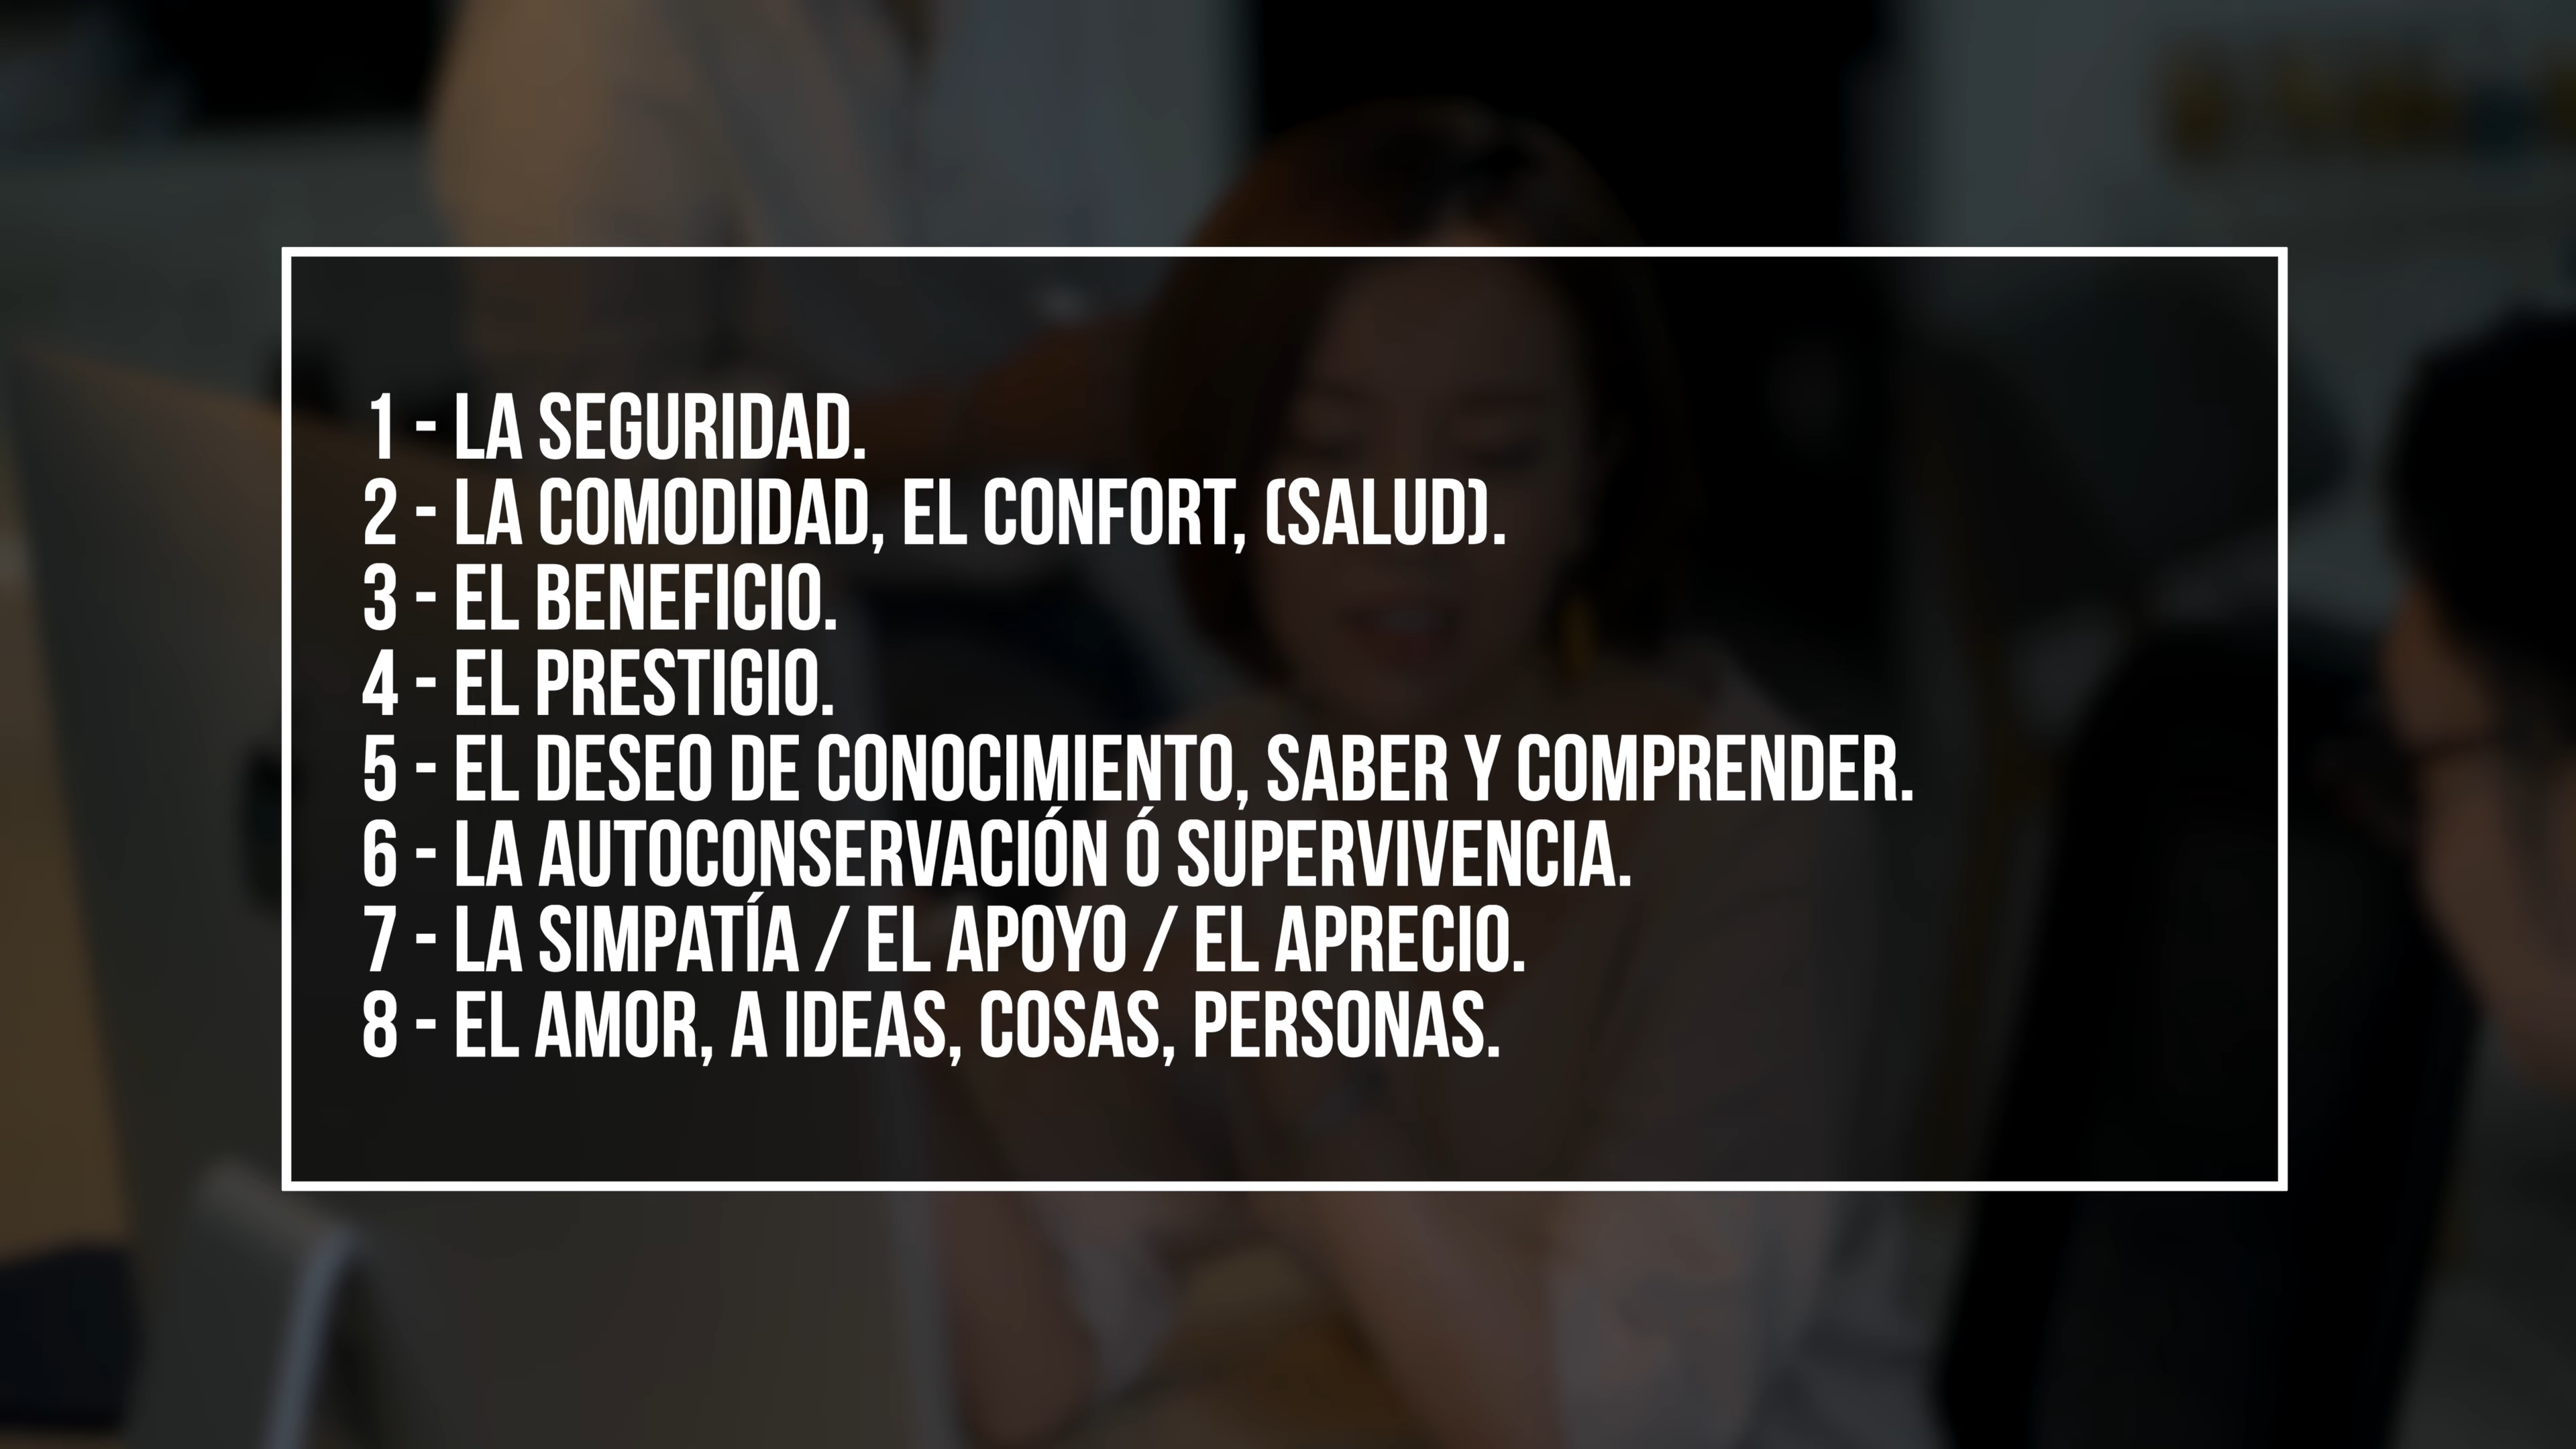 1 - LA SEGURIDAD.
2 - LA COMODIDAD, EL CONFORT, (SALUD).
3 - EL BENEFICIO.
4 - EL PRESTIGIO.
5 - EL DESEO DE CONOCIMIENTO, SABER Y COMPRENDER.
6 - LA AUTOCONSERVACIÓN Ó SUPERVIVENCIA.
7 - LA SIMPATÍA / EL APOYO / EL APRECIO.
8 - EL AMOR, A IDEAS, COSAS, PERSONAS.